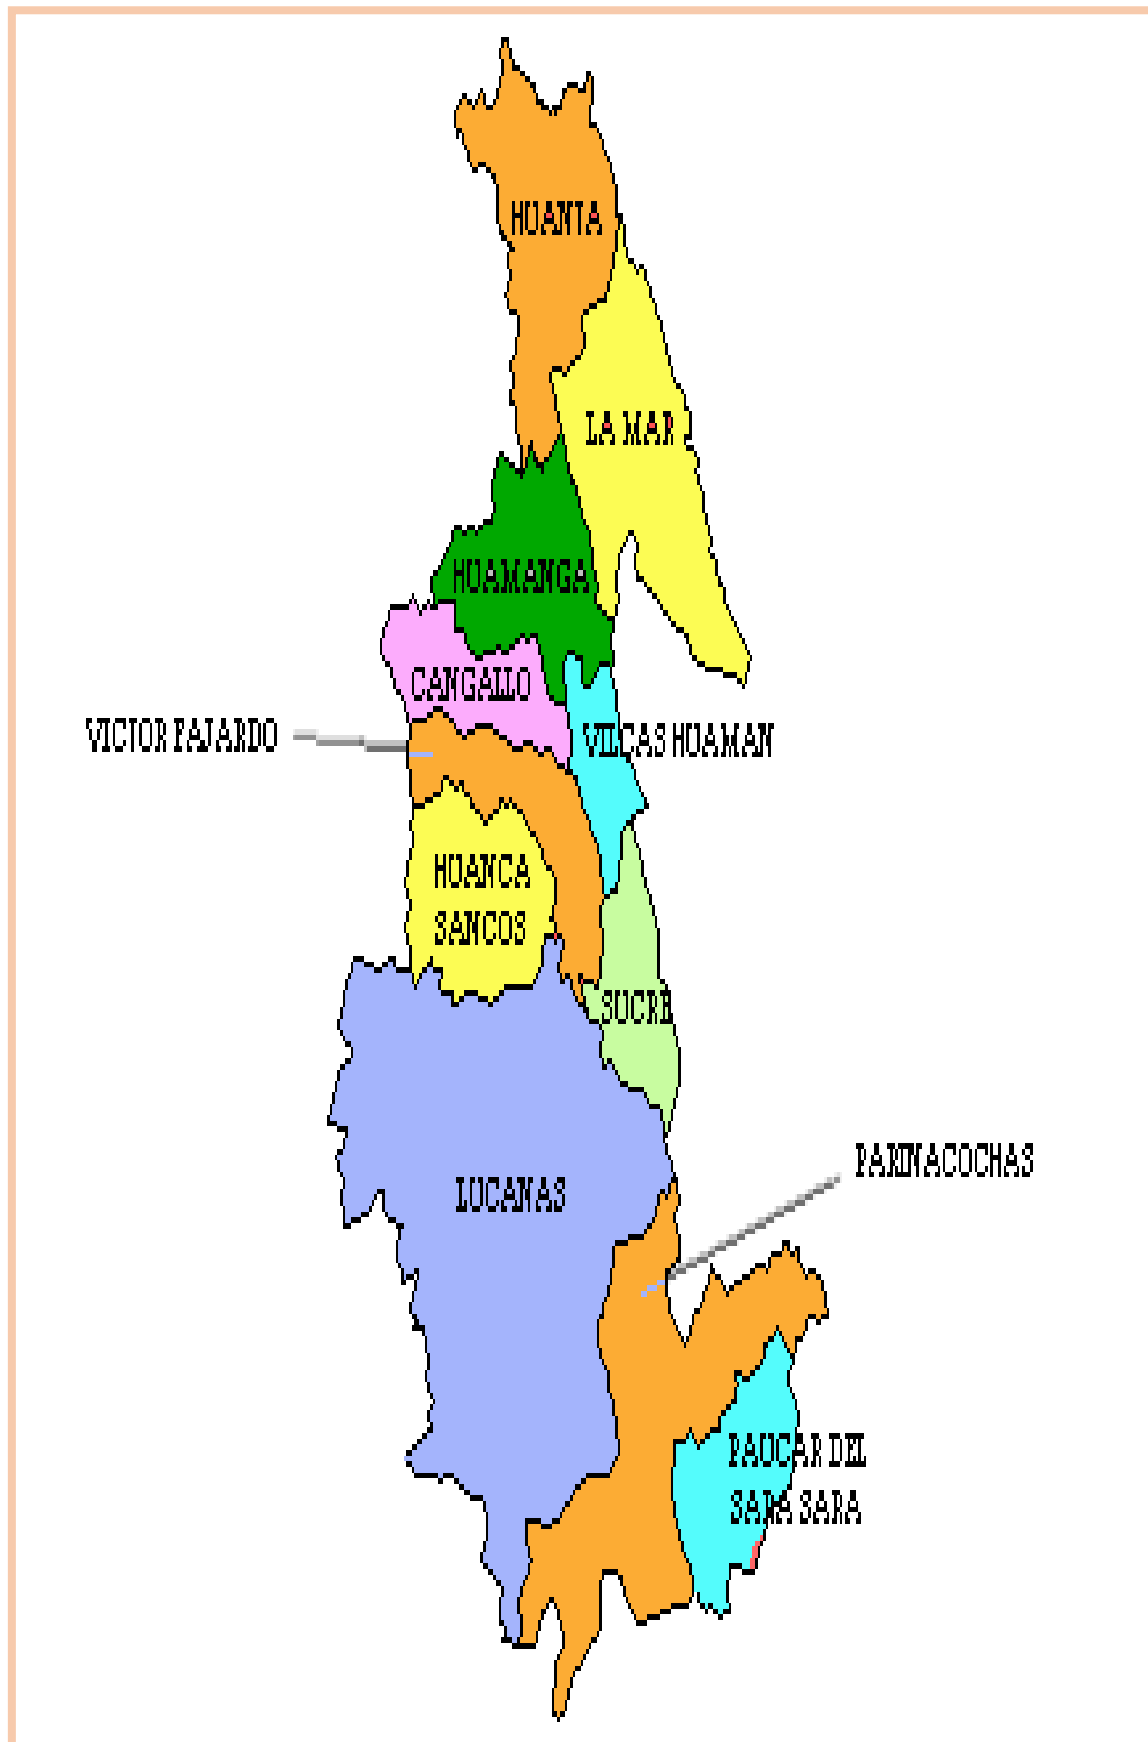 HUANTA
LA MAR
HUAMANGA
CANGALLO
VICTOR FAJARDO
VILCAS HUAMAN
HUANCA
SANCOS
SUCRE
PARINACOCHAS
LUCANAS
PAUCAR DEL
SARA SARA